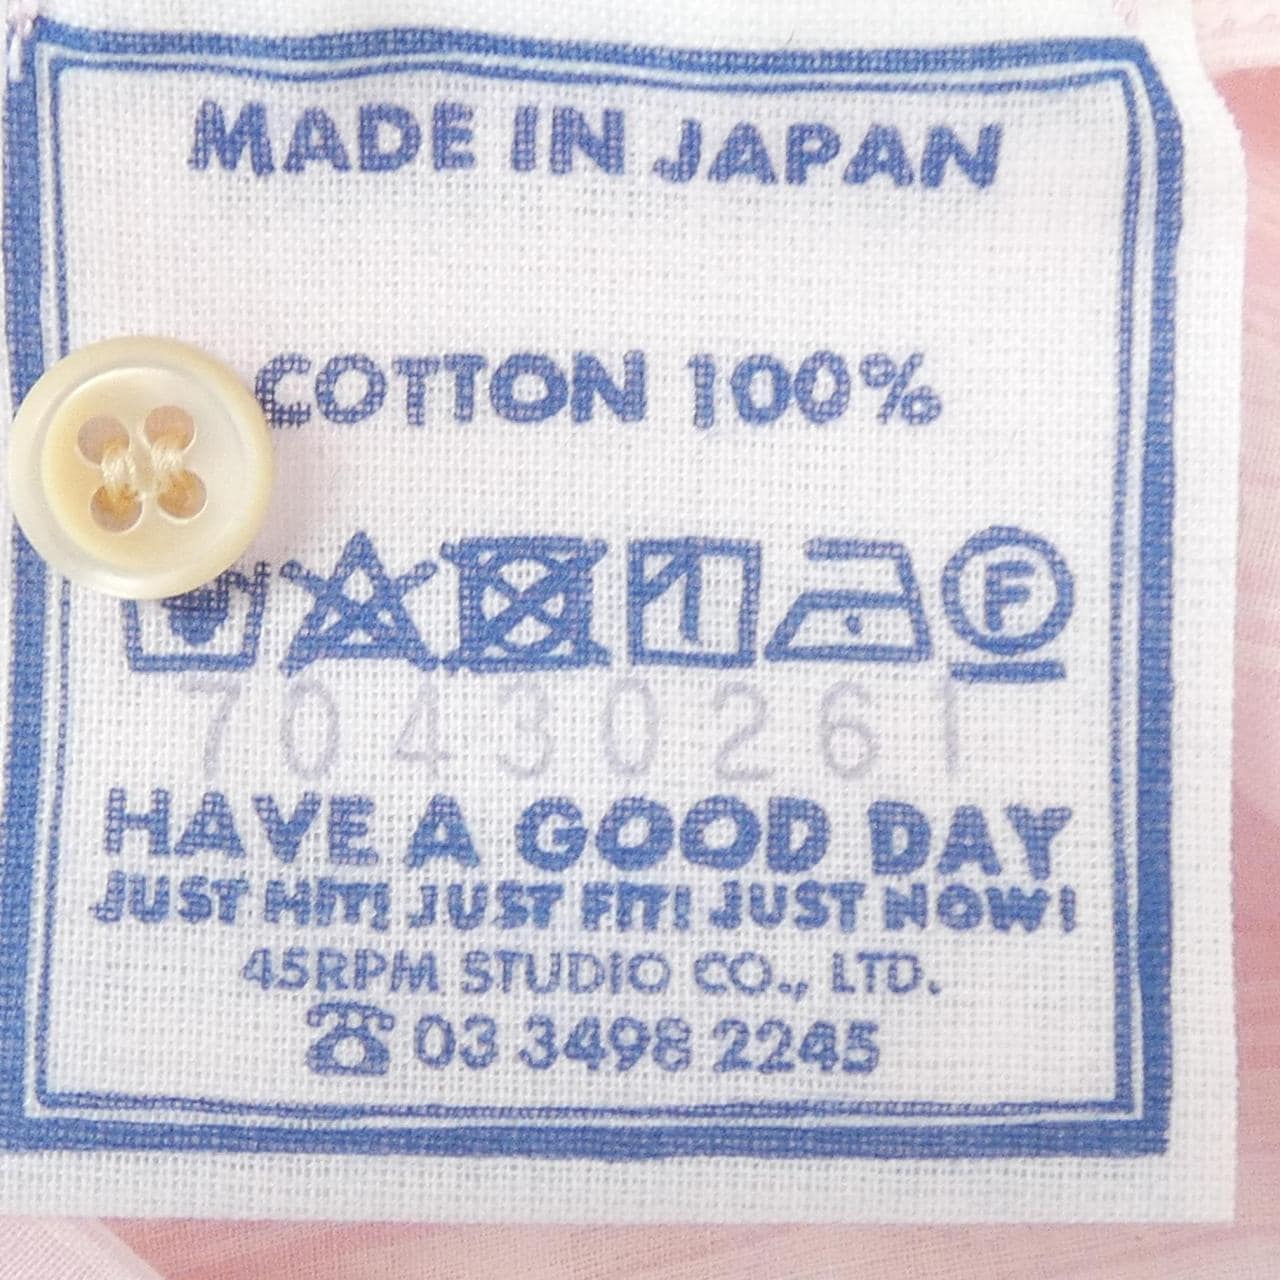 MADE IN JAPAN
COTTON 100%
F
70430261
HAVE A GOOD DAY
JUST HIT! JUST FIT! JUST NOW!
45RPM STUDIO CO., LTD.
☎ 03 3498 2245